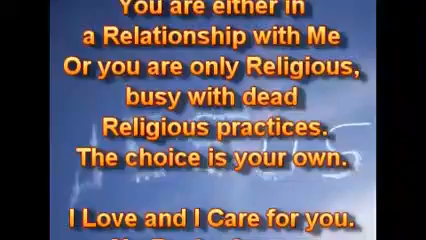 You are either in
a Relationship with Me
Or you are only Religious,
busy with dead
Religious practices.
The choice is your own.
I Love and I Care for you.